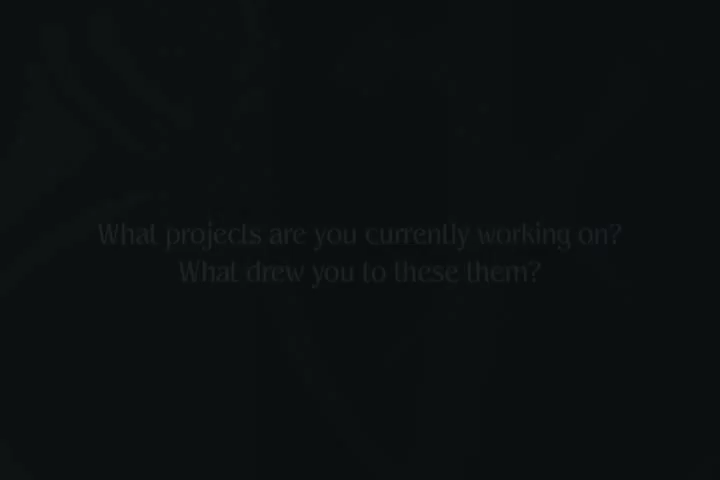 What projects are you currently working on?
What drew you to these them?